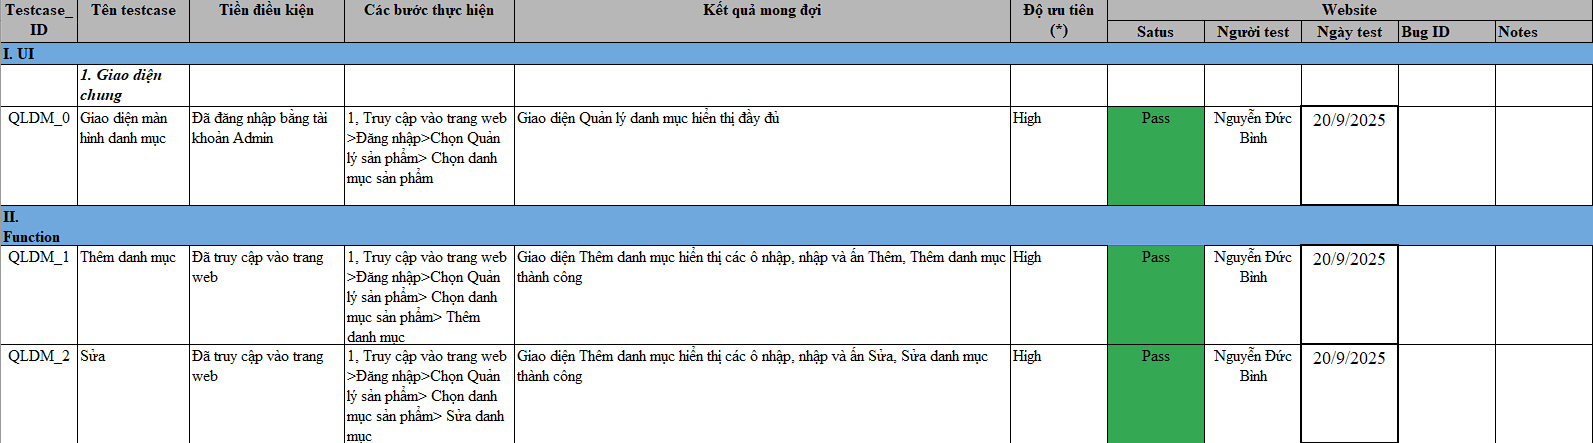 Testcase_ID Tên testcase Tiền điều kiện Các bước thực hiện Kết quả mong đợi Độ ưu tiên (*) Website
Satus Người test Ngày test Bug ID Notes
I. UI
1. Giao diện
chung
QLDM_0 Giao diện màn hình danh mục Đã đăng nhập bằng tài khoản Admin 1, Truy cập vào trang web >Đăng nhập>Chọn Quản lý sản phẩm> Chọn danh mục sản phẩm Giao diện Quản lý danh mục hiển thị đầy đủ High Pass Nguyễn Đức Bình 20/9/2025
II.
Function
QLDM_1 Thêm danh mục Đã truy cập vào trang web 1, Truy cập vào trang web >Đăng nhập>Chọn Quản lý sản phẩm> Chọn danh mục sản phẩm> Thêm danh mục Giao diện Thêm danh mục hiển thị các ô nhập, nhập và ấn Thêm, Thêm danh mục thành công High Pass Nguyễn Đức Bình 20/9/2025
QLDM_2 Sửa Đã truy cập vào trang web 1, Truy cập vào trang web >Đăng nhập>Chọn Quản lý sản phẩm> Chọn danh mục sản phẩm> Sửa danh mục Giao diện Thêm danh mục hiển thị các ô nhập, nhập và ấn Sửa, Sửa danh mục thành công High Pass Nguyễn Đức Bình 20/9/2025